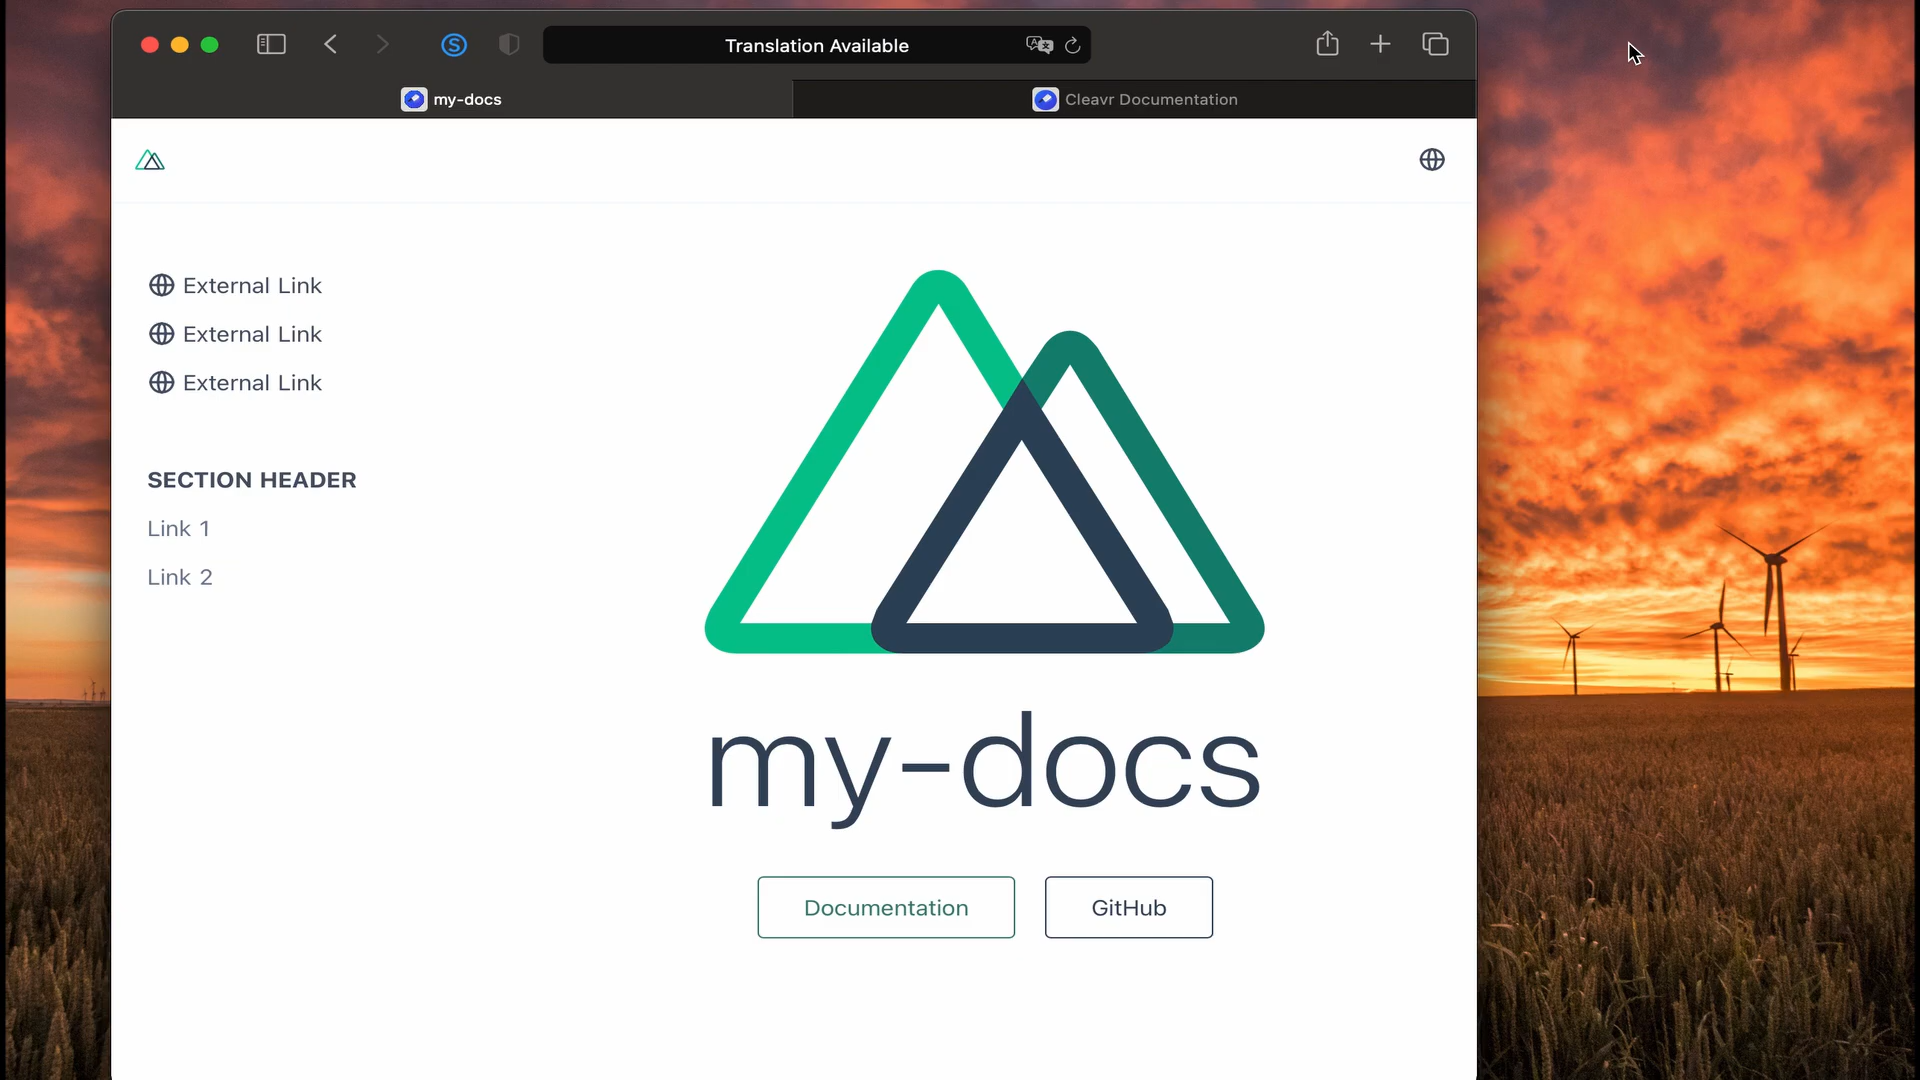 Translation Available
my-docs
Cleavr Documentation
External Link
External Link
External Link
SECTION HEADER
Link 1
Link 2
my-docs
Documentation
GitHub